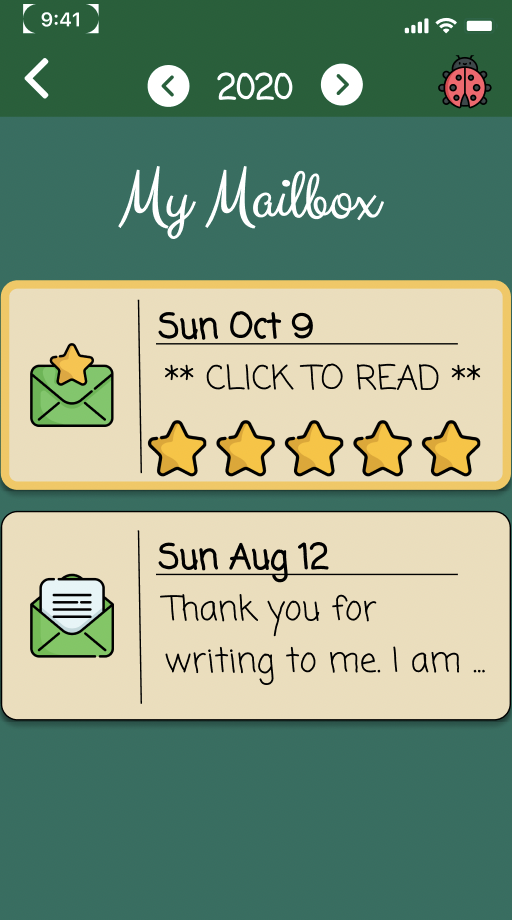 9:41
2020
My Mailbox
Sun Oct 9
** CLICK TO READ **
Sun Aug 12
Thank you for
writing to me. I am ...